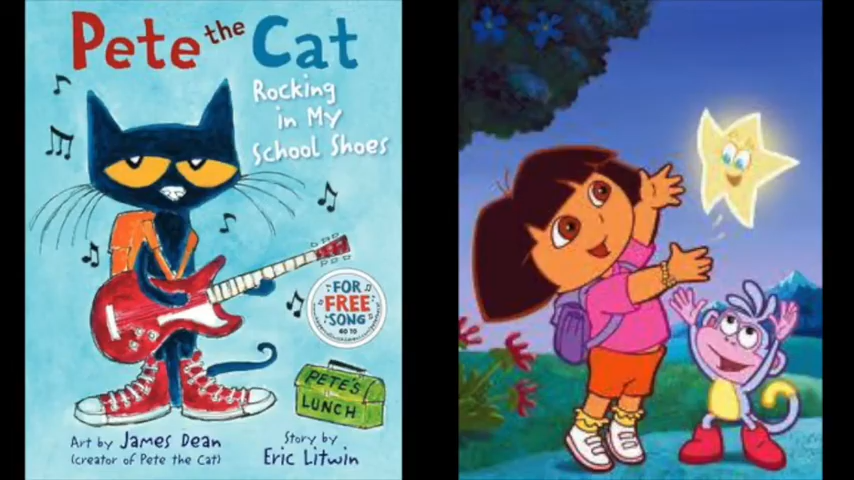 Pete the Cat
Rocking
in My
School Shoes
FOR
FREE
SONG
GO TO
PETE'S
LUNCH
Art by James Dean
(creator of Pete the Cat)
Story by
Eric Litwin